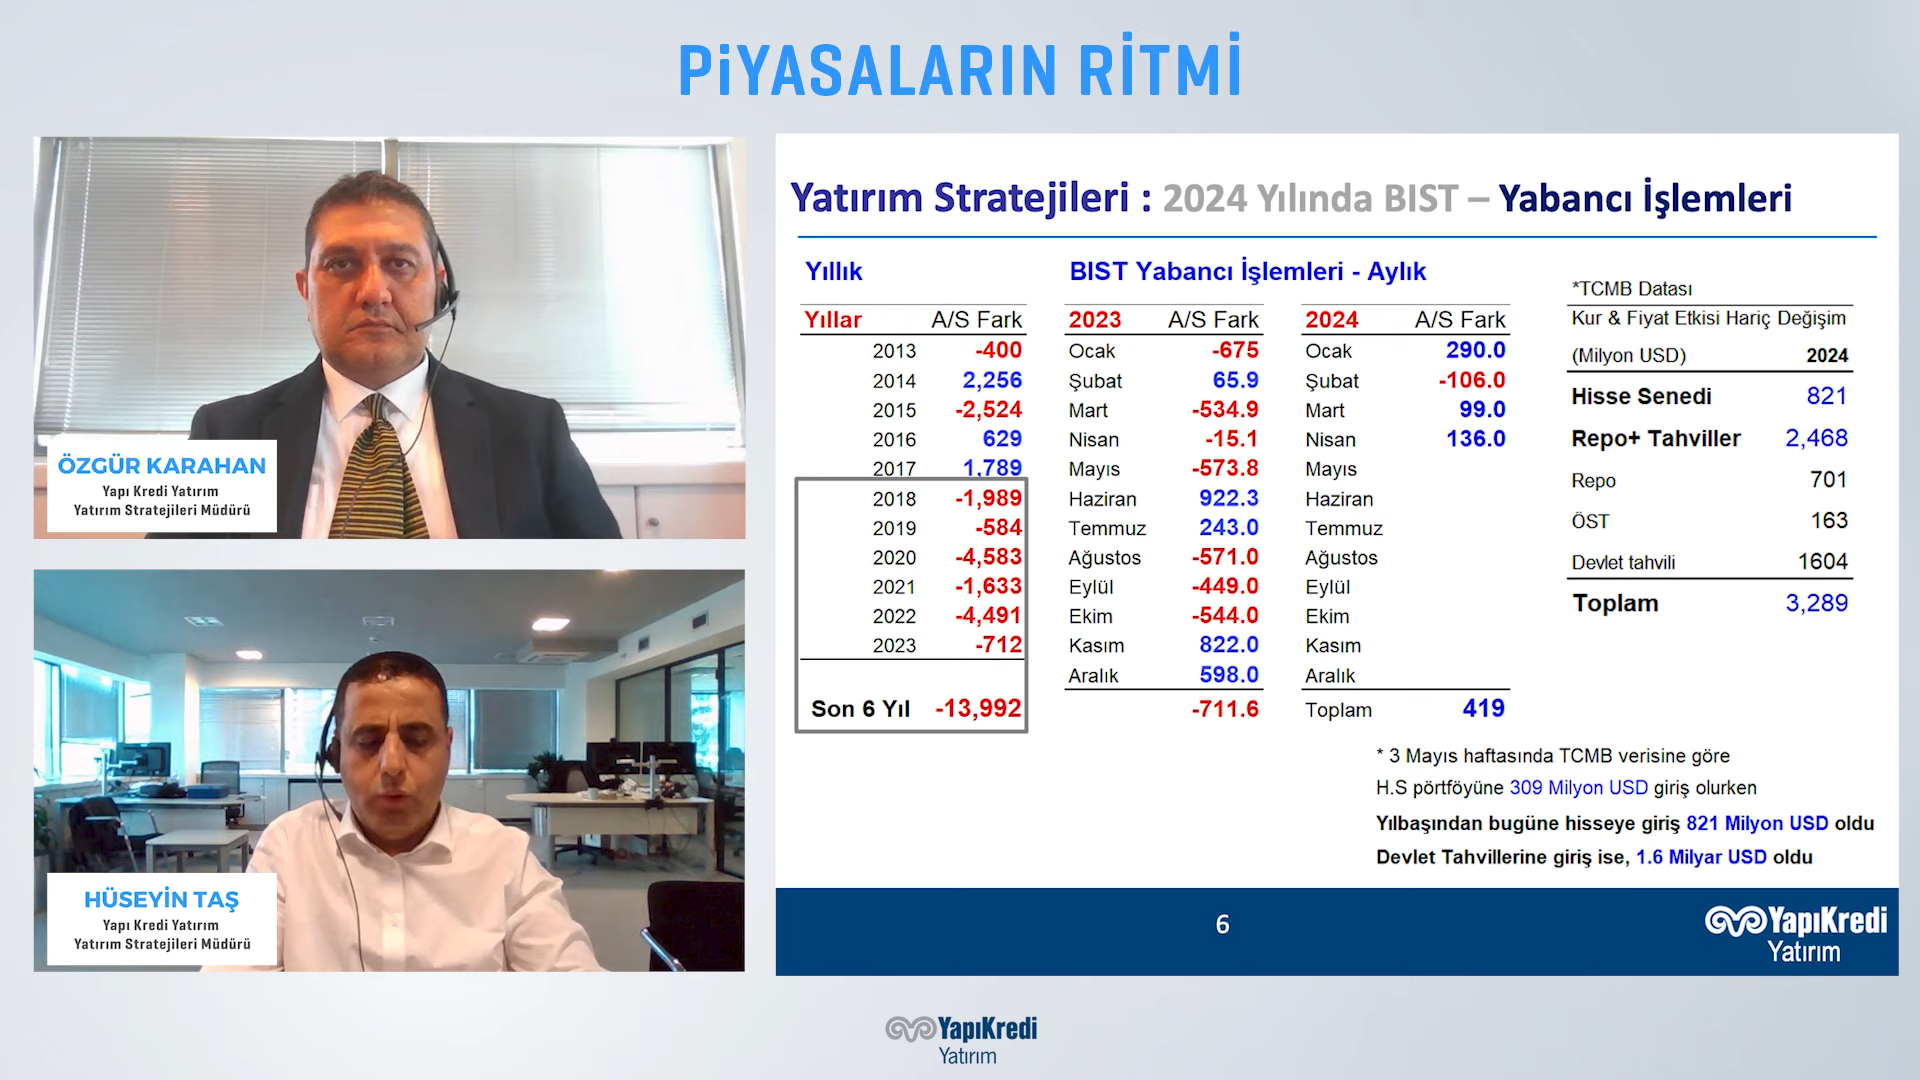 PiYASALARIN RİTMİ
ÖZGÜR KARAHAN
Yapı Kredi Yatırım
Yatırım Stratejileri Müdürü
HÜSEYİN TAŞ
Yapı Kredi Yatırım
Yatırım Stratejileri Müdürü
Yatırım Stratejileri : 2024 Yılında BIST – Yabancı İşlemleri
Yıllık
Yıllar A/S Fark
2013 -400
2014 2,256
2015 -2,524
2016 629
2017 1,789
2018 -1,989
2019 -584
2020 -4,583
2021 -1,633
2022 -4,491
2023 -712
Son 6 Yıl -13,992
BIST Yabancı İşlemleri - Aylık
2023 A/S Fark
Ocak -675
Şubat 65.9
Mart -534.9
Nisan -15.1
Mayıs -573.8
Haziran 922.3
Temmuz 243.0
Ağustos -571.0
Eylül -449.0
Ekim -544.0
Kasım 822.0
Aralık 598.0
-711.6
2024 A/S Fark
Ocak 290.0
Şubat -106.0
Mart 99.0
Nisan 136.0
Mayıs
Haziran
Temmuz
Ağustos
Eylül
Ekim
Kasım
Aralık
Toplam 419
*TCMB Datası
Kur & Fiyat Etkisi Hariç Değişim
(Milyon USD) 2024
Hisse Senedi 821
Repo+ Tahviller 2,468
Repo 701
ÖST 163
Devlet tahvili 1604
Toplam 3,289
* 3 Mayıs haftasında TCMB verisine göre
H.S pörtföyüne 309 Milyon USD giriş olurken
Yılbaşından bugüne hisseye giriş 821 Milyon USD oldu
Devlet Tahvillerine giriş ise, 1.6 Milyar USD oldu
6
YapıKredi
Yatırım
YapıKredi
Yatırım